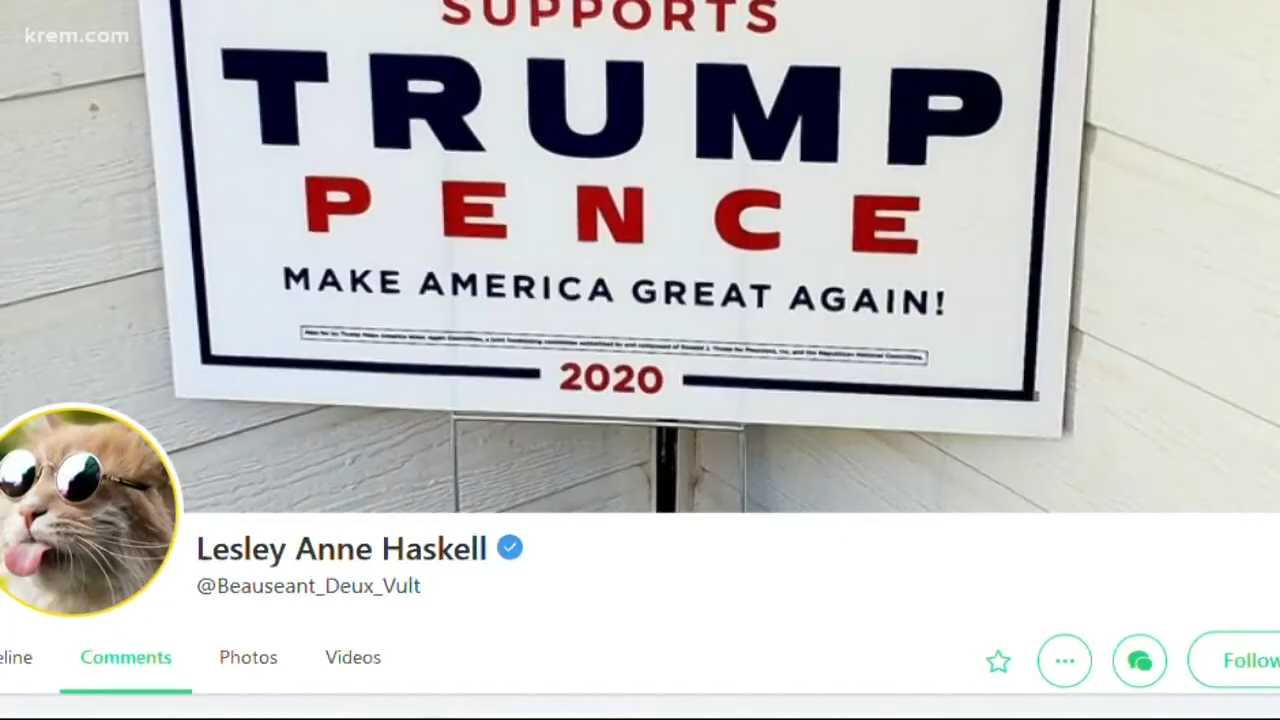 krem.com
SUPPORTS
TRUMP
PENCE
MAKE AMERICA GREAT AGAIN!
2020
Lesley Anne Haskell
@Beauseant_Deux_Vult
eline Comments Photos Videos
Follow